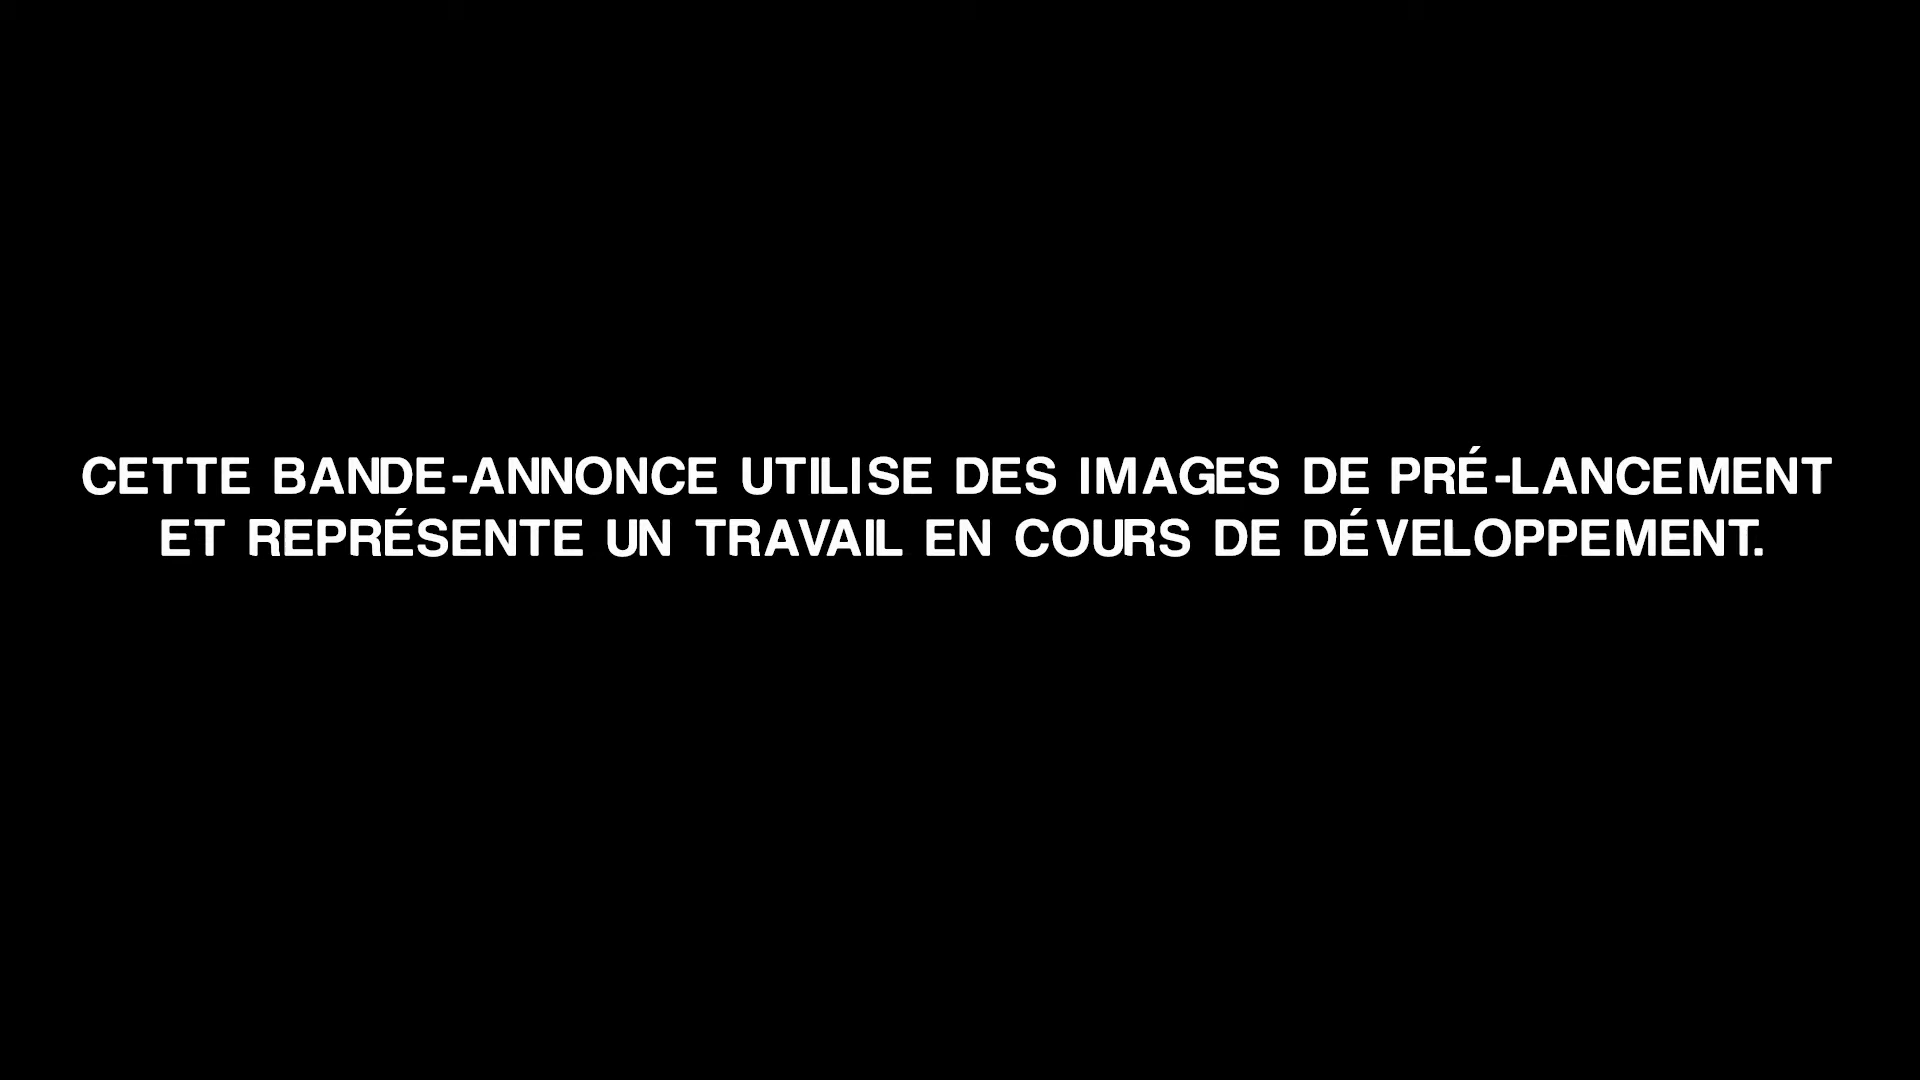 CETTE BANDE-ANNONCE UTILISE DES IMAGES DE PRÉ-LANCEMENT
ET REPRÉSENTE UN TRAVAIL EN COURS DE DÉVELOPPEMENT.